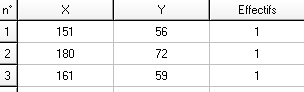 n° X Y Effectifs
1 151 56 1
2 180 72 1
3 161 59 1